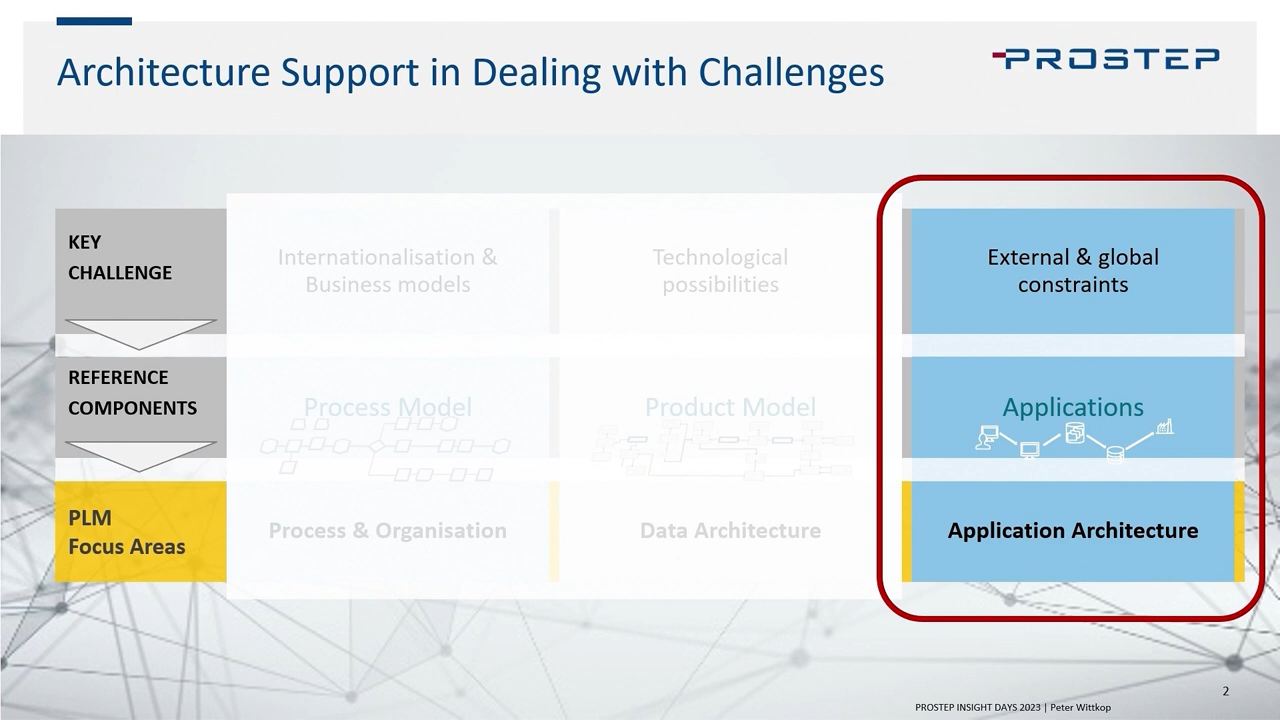 Architecture Support in Dealing with Challenges
PROSTEP
KEY
CHALLENGE
Internationalisation &
Business models
Technological
possibilities
External & global
constraints
REFERENCE
COMPONENTS
Process Model
Product Model
Applications
PLM
Focus Areas
Process & Organisation
Data Architecture
Application Architecture
2
PROSTEP INSIGHT DAYS 2023 | Peter Wittkop